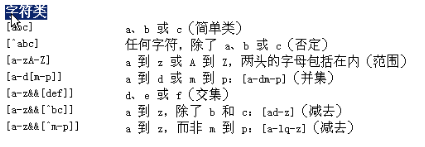 字符类
[abc] a、b 或 c（简单类）
[^abc] 任何字符，除了 a、b 或 c（否定）
[a-zA-Z] a 到 z 或 A 到 Z，两头的字母包括在内（范围）
[a-d[m-p]] a 到 d 或 m 到 p：[a-dm-p]（并集）
[a-z&&[def]] d、e 或 f（交集）
[a-z&&[^bc]] a 到 z，除了 b 和 c：[ad-z]（减去）
[a-z&&[^m-p]] a 到 z，而非 m 到 p：[a-lq-z]（减去）